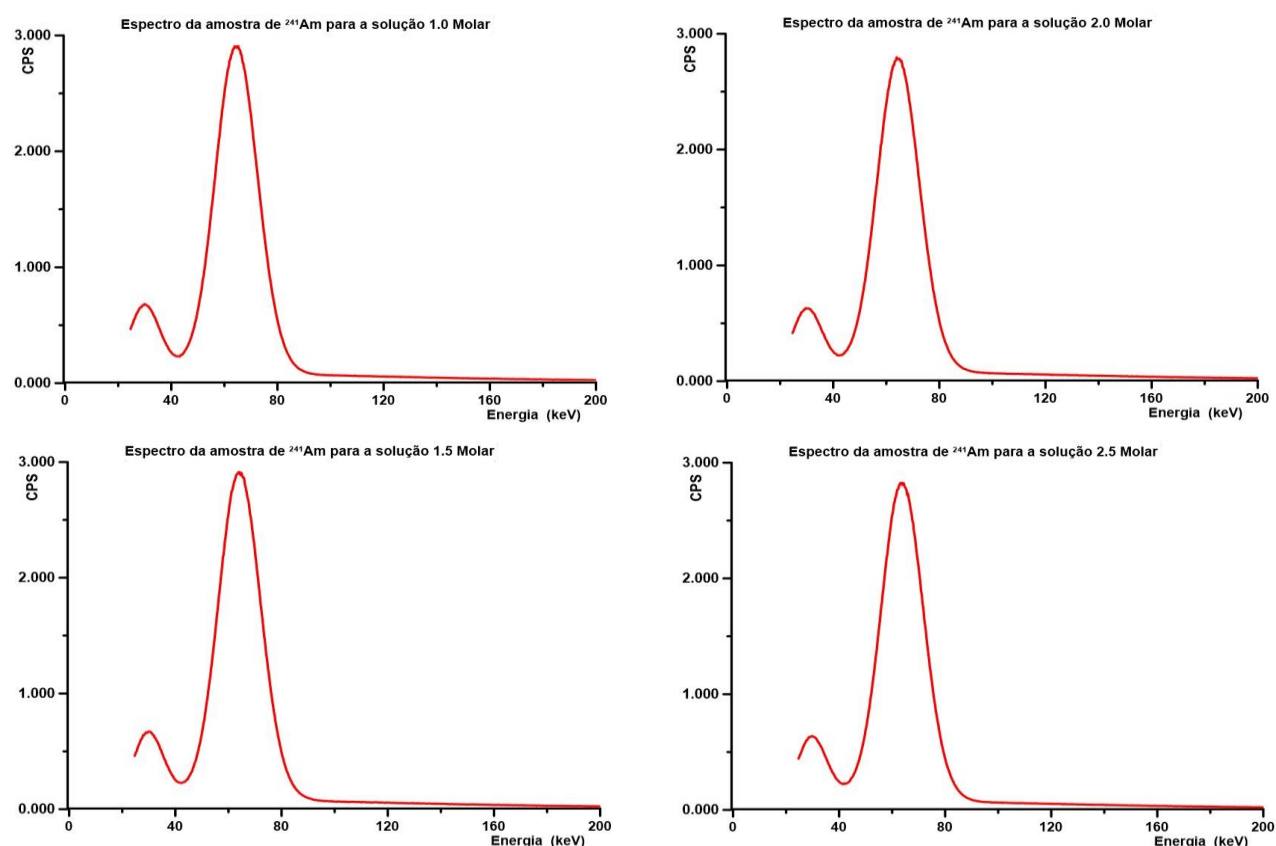 Espectro da amostra de ²⁴¹Am para a solução 1.0 Molar
CPS
3.000
2.000
1.000
0.000
0 40 80 120 160 200
Energia (keV)
Espectro da amostra de ²⁴¹Am para a solução 2.0 Molar
CPS
3.000
2.000
1.000
0.000
0 40 80 120 160 200
Energia (keV)
Espectro da amostra de ²⁴¹Am para a solução 1.5 Molar
CPS
3.000
2.000
1.000
0.000
0 40 80 120 160 200
Energia (keV)
Espectro da amostra de ²⁴¹Am para a solução 2.5 Molar
CPS
3.000
2.000
1.000
0.000
0 40 80 120 160 200
Energia (keV)